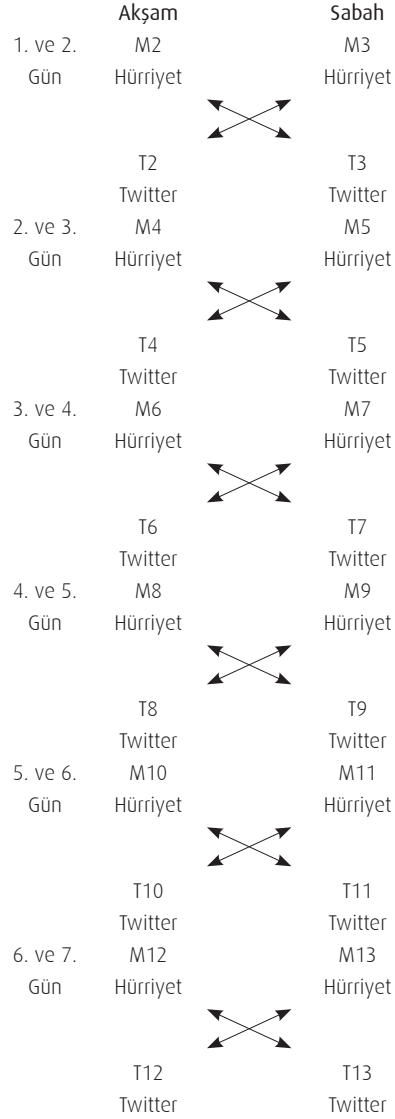 Akşam Sabah
1. ve 2. M2 M3
Gün Hürriyet Hürriyet
T2 T3
Twitter Twitter
2. ve 3. M4 M5
Gün Hürriyet Hürriyet
T4 T5
Twitter Twitter
3. ve 4. M6 M7
Gün Hürriyet Hürriyet
T6 T7
Twitter Twitter
4. ve 5. M8 M9
Gün Hürriyet Hürriyet
T8 T9
Twitter Twitter
5. ve 6. M10 M11
Gün Hürriyet Hürriyet
T10 T11
Twitter Twitter
6. ve 7. M12 M13
Gün Hürriyet Hürriyet
T12 T13
Twitter Twitter